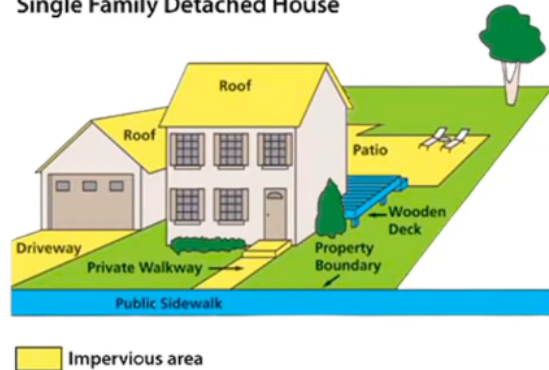 Single Family Detached House
Roof
Roof
Patio
Wooden
Deck
Driveway
Private Walkway
Property
Boundary
Public Sidewalk
Impervious area